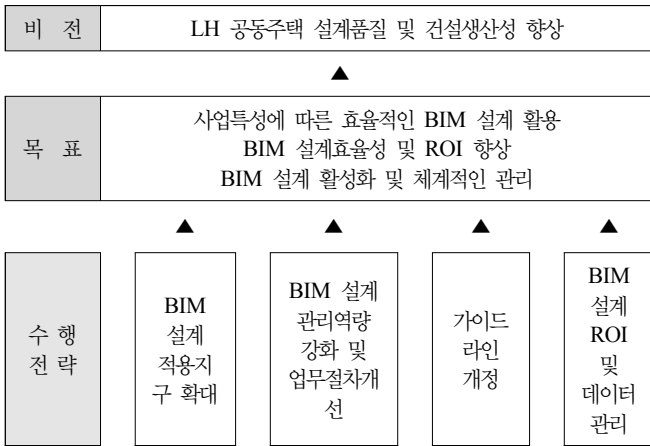 비 전
LH 공동주택 설계품질 및 건설생산성 향상
▲
목 표
사업특성에 따른 효율적인 BIM 설계 활용
BIM 설계효율성 및 ROI 향상
BIM 설계 활성화 및 체계적인 관리
▲ ▲ ▲ ▲
수 행
전 략
BIM
설계
적용지
구 확대
BIM 설계
관리역량
강화 및
업무절차개
선
가이드
라인
개정
BIM
설계
ROI
및
데이터
관리